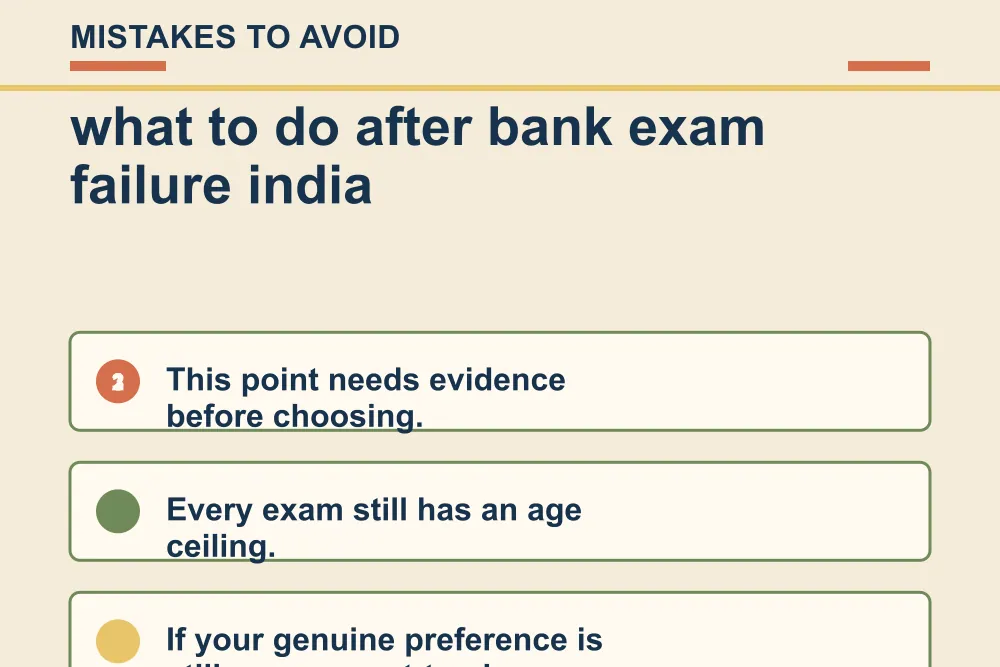 MISTAKES TO AVOID
what to do after bank exam
failure india
This point needs evidence
before choosing.
Every exam still has an age
ceiling.
If your genuine preference is